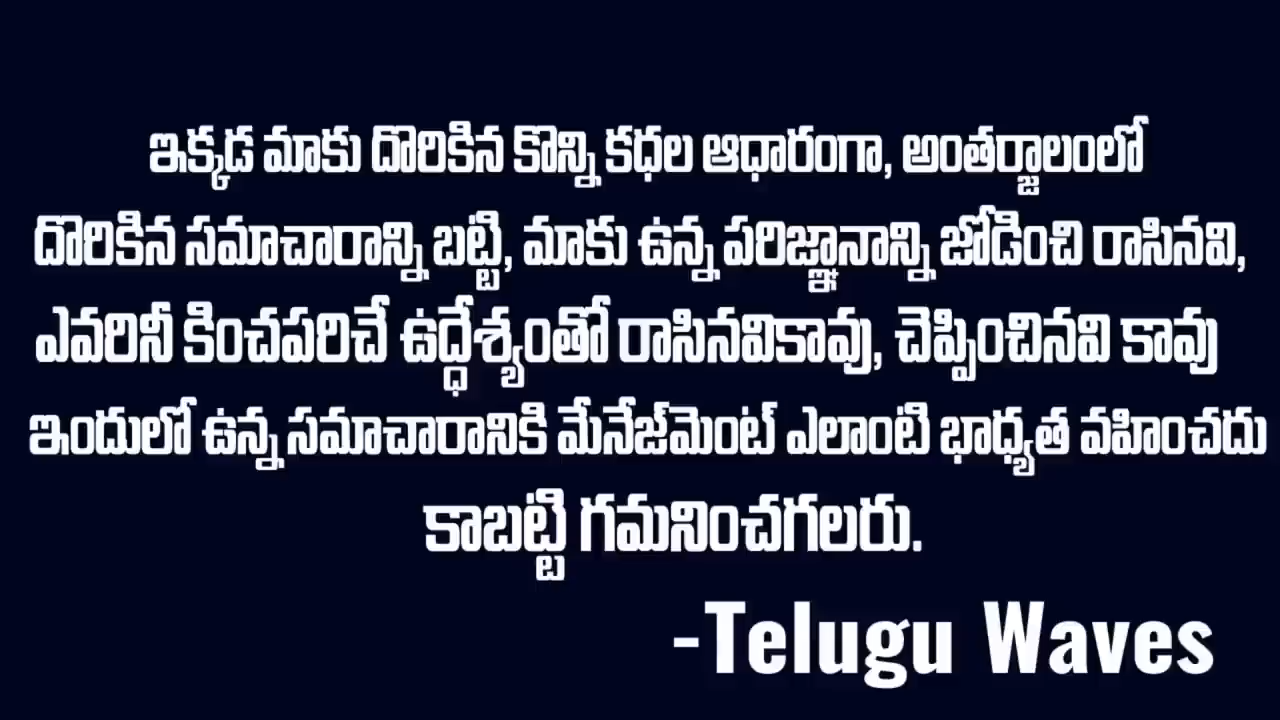 ఇక్కడ మాకు దొరికిన కొన్ని కధల ఆధారంగా, అంతర్జాలంలో
దొరికిన సమాచారాన్ని బట్టి, మాకు ఉన్న పరిజ్ఞానాన్ని జోడించి రాసినవి,
ఎవరినీ కించపరిచే ఉద్ధేశ్యంతో రాసినవికావు, చెప్పించినవి కావు
ఇందులో ఉన్న సమాచారానికి మేనేజ్‌మెంట్ ఎలాంటి భాధ్యత వహించదు
కాబట్టి గమనించగలరు.
-Telugu Waves